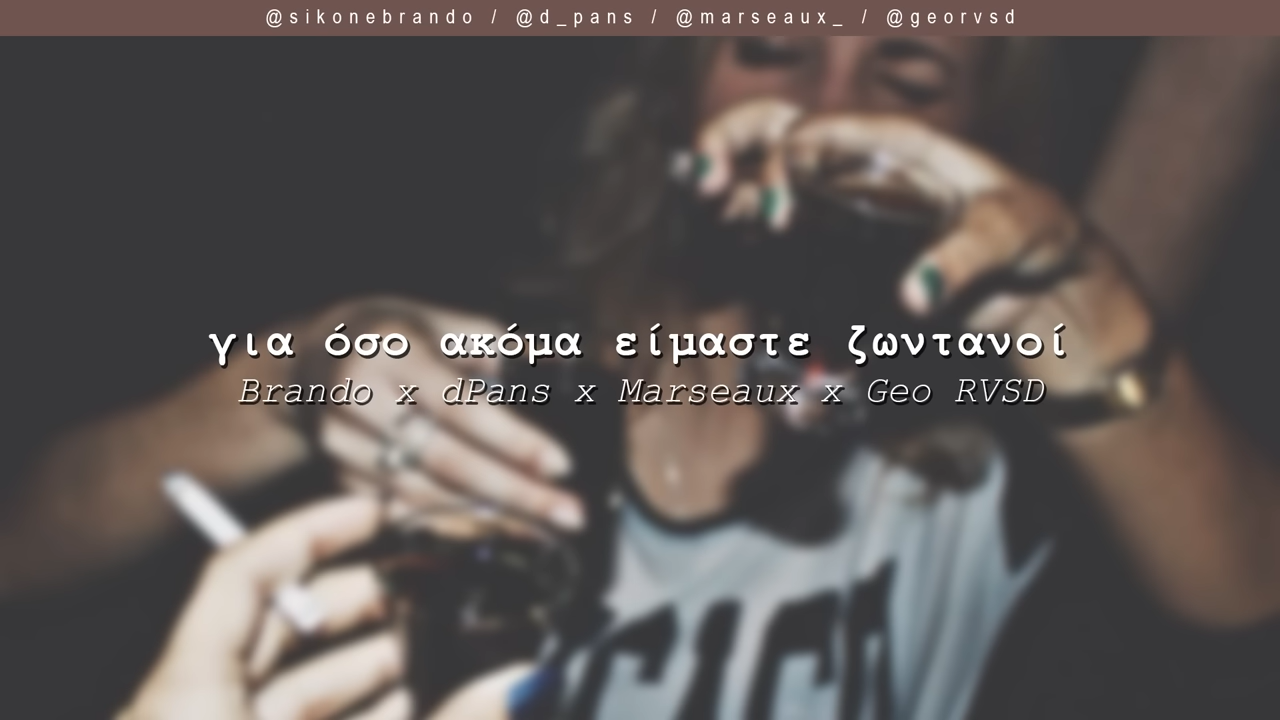 @sikonebrando / @d_pans / @marseaux_ / @georvsd
για όσο ακόμα είμαστε ζωντανοί
Brando x dPans x Marseaux x Geo RVSD